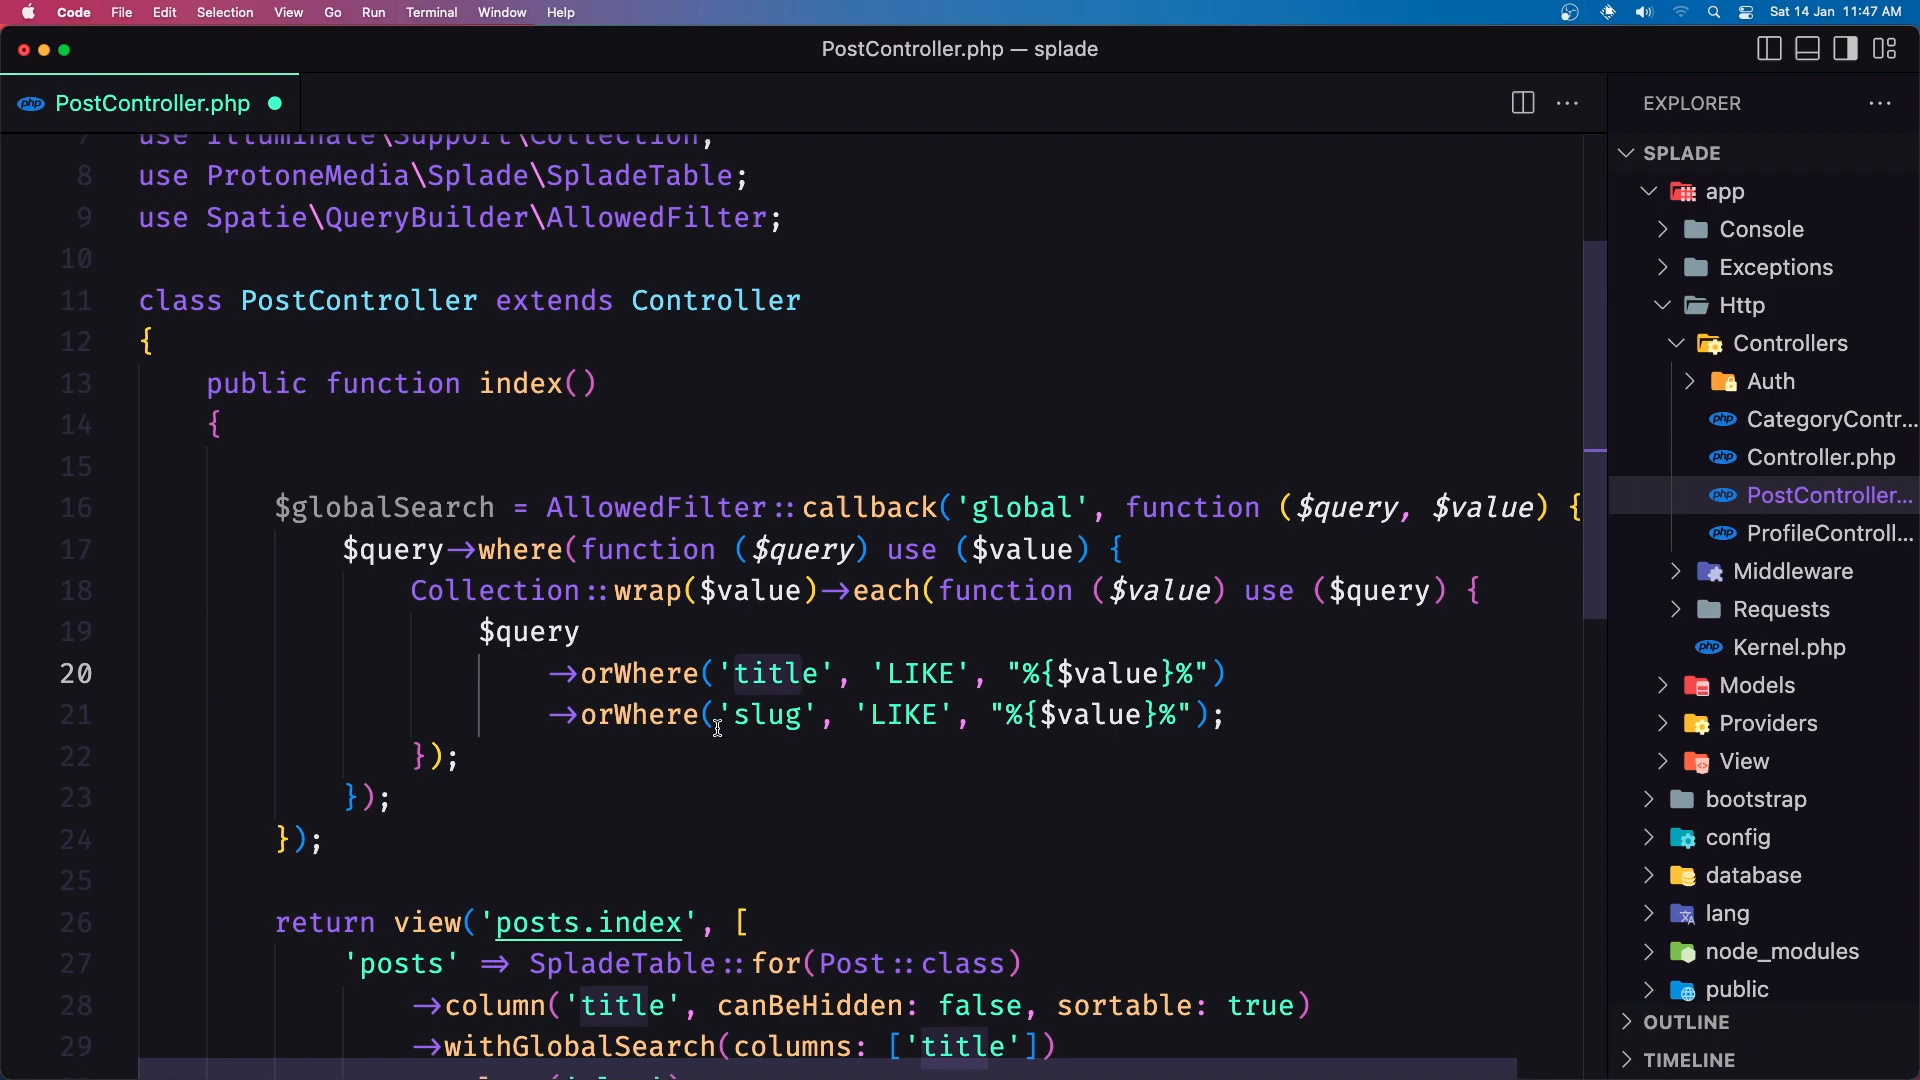 Code File Edit Selection View Go Run Terminal Window Help Sat 14 Jan 11:47 AM
PostController.php — splade
PostController.php
EXPLORER
7 use Illuminate\Support\Collection;
8 use ProtoneMedia\Splade\SpladeTable;
9 use Spatie\QueryBuilder\AllowedFilter;
10
11 class PostController extends Controller
12 {
13 public function index()
14 {
15
16 $globalSearch = AllowedFilter::callback('global', function ($query, $value) {
17 $query->where(function ($query) use ($value) {
18 Collection::wrap($value)->each(function ($value) use ($query) {
19 $query
20 ->orWhere('title', 'LIKE', "%{$value}%")
21 ->orWhere('slug', 'LIKE', "%{$value}%");
22 });
23 });
24 });
25
26 return view('posts.index', [
27 'posts' => SpladeTable::for(Post::class)
28 ->column('title', canBeHidden: false, sortable: true)
29 ->withGlobalSearch(columns: ['title'])
SPLADE
app
Console
Exceptions
Http
Controllers
Auth
CategoryContr...
Controller.php
PostController...
ProfileControll...
Middleware
Requests
Kernel.php
Models
Providers
View
bootstrap
config
database
lang
node_modules
public
OUTLINE
TIMELINE